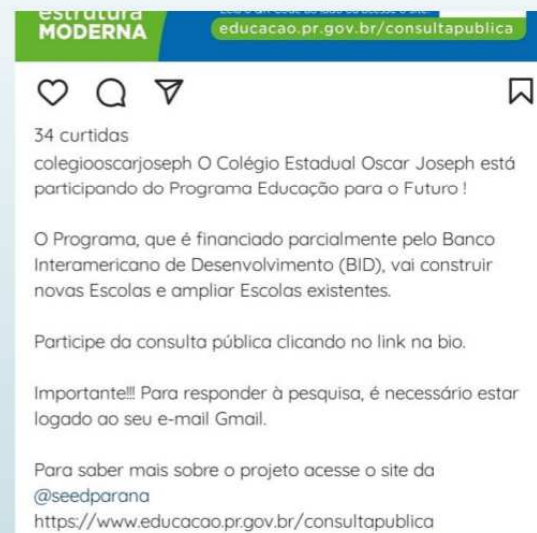 estrutura
MODERNA
educacao.pr.gov.br/consultapublica
34 curtidas
colegiooscarjoseph O Colégio Estadual Oscar Joseph está
participando do Programa Educação para o Futuro !
O Programa, que é financiado parcialmente pelo Banco
Interamericano de Desenvolvimento (BID), vai construir
novas Escolas e ampliar Escolas existentes.
Participe da consulta pública clicando no link na bio.
Importante!!! Para responder à pesquisa, é necessário estar
logado ao seu e-mail Gmail.
Para saber mais sobre o projeto acesse o site da
@seedparana
https://www.educacao.pr.gov.br/consultapublica